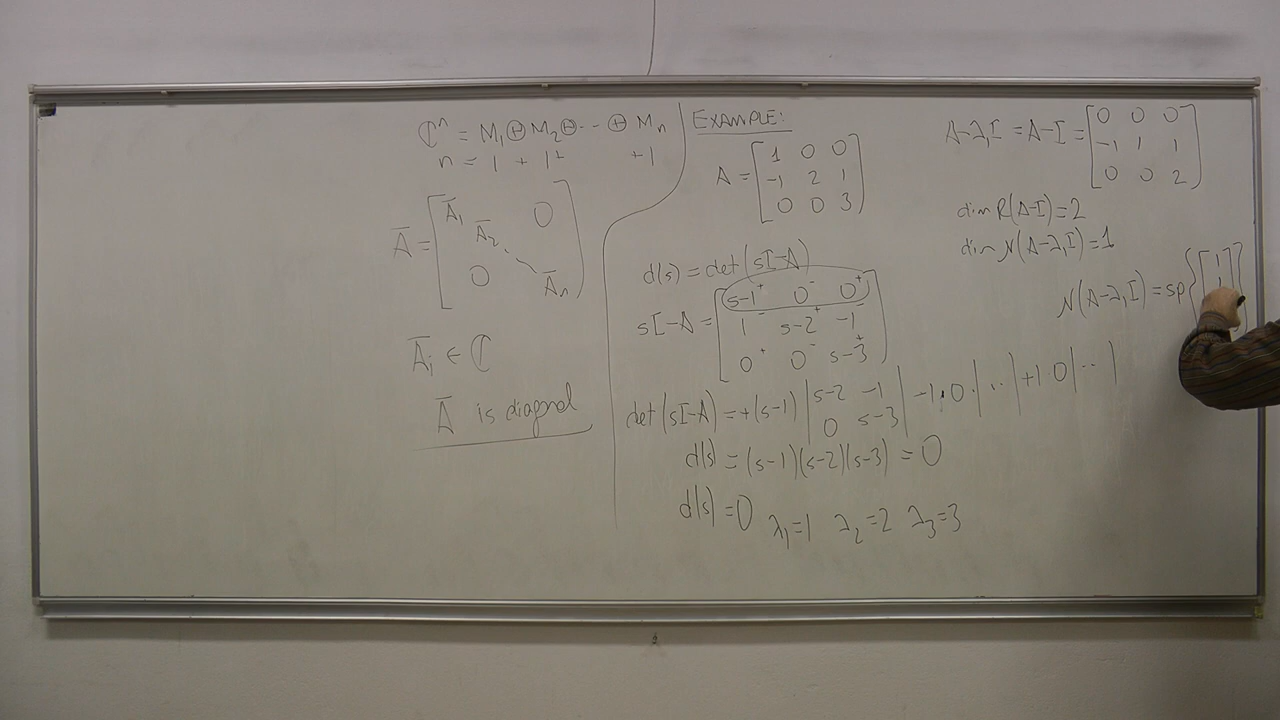 ℂⁿ = M₁ ⊕ M₂ ⊕ ··· ⊕ Mₙ
n = 1 + 1 + 1
Ā = [Ā₁ 0
Ā₂
0 Āₙ]
Āᵢ ∈ ℂ
Ā is diagonal
EXAMPLE:
A = [1 0 0
-1 2 1
0 0 3]
d(s) = det(sI-A)
sI-A = [s-1⁺ 0⁻ 0⁺
1⁻ s-2⁺ -1⁻
0⁺ 0⁻ s-3⁺]
det(sI-A) = +(s-1) |s-2 -1
0 s-3| -1·0·|··| +1·0|··|
d(s) = (s-1)(s-2)(s-3) = 0
d(s) = 0 λ₁=1 λ₂=2 λ₃=3
A-λ₁I = A-I = [0 0 0
-1 1 1
0 0 2]
dim R(A-I) = 2
dim N(A-λ₁I) = 1
N(A-λ₁I) = sp{[1
1